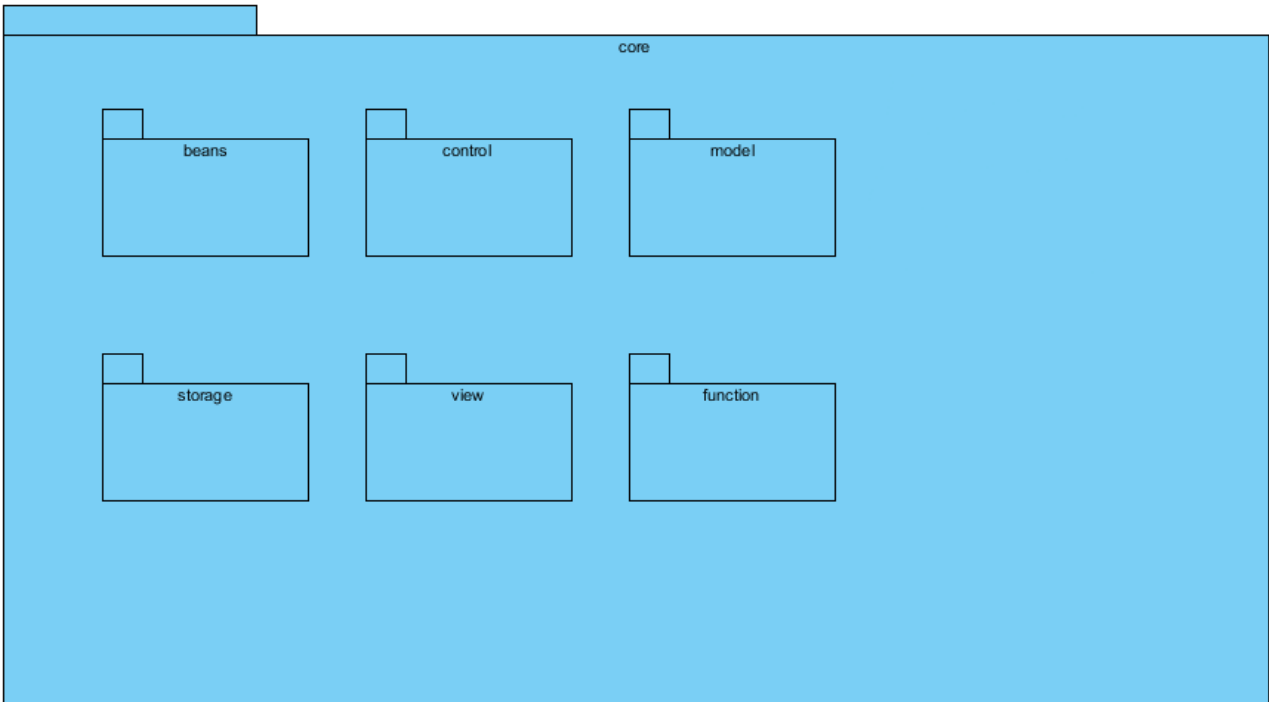 core
beans
control
model
storage
view
function